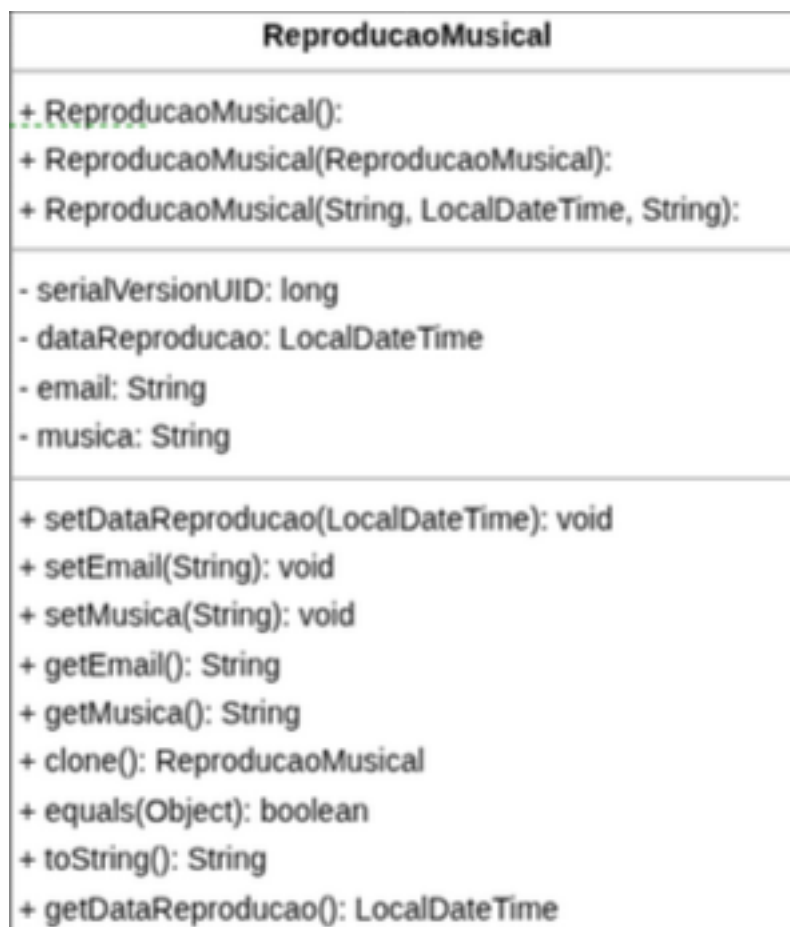 ReproducaoMusical
+ ReproducaoMusical():
+ ReproducaoMusical(ReproducaoMusical):
+ ReproducaoMusical(String, LocalDateTime, String):
- serialVersionUID: long
- dataReproducao: LocalDateTime
- email: String
- musica: String
+ setDataReproducao(LocalDateTime): void
+ setEmail(String): void
+ setMusica(String): void
+ getEmail(): String
+ getMusica(): String
+ clone(): ReproducaoMusical
+ equals(Object): boolean
+ toString(): String
+ getDataReproducao(): LocalDateTime